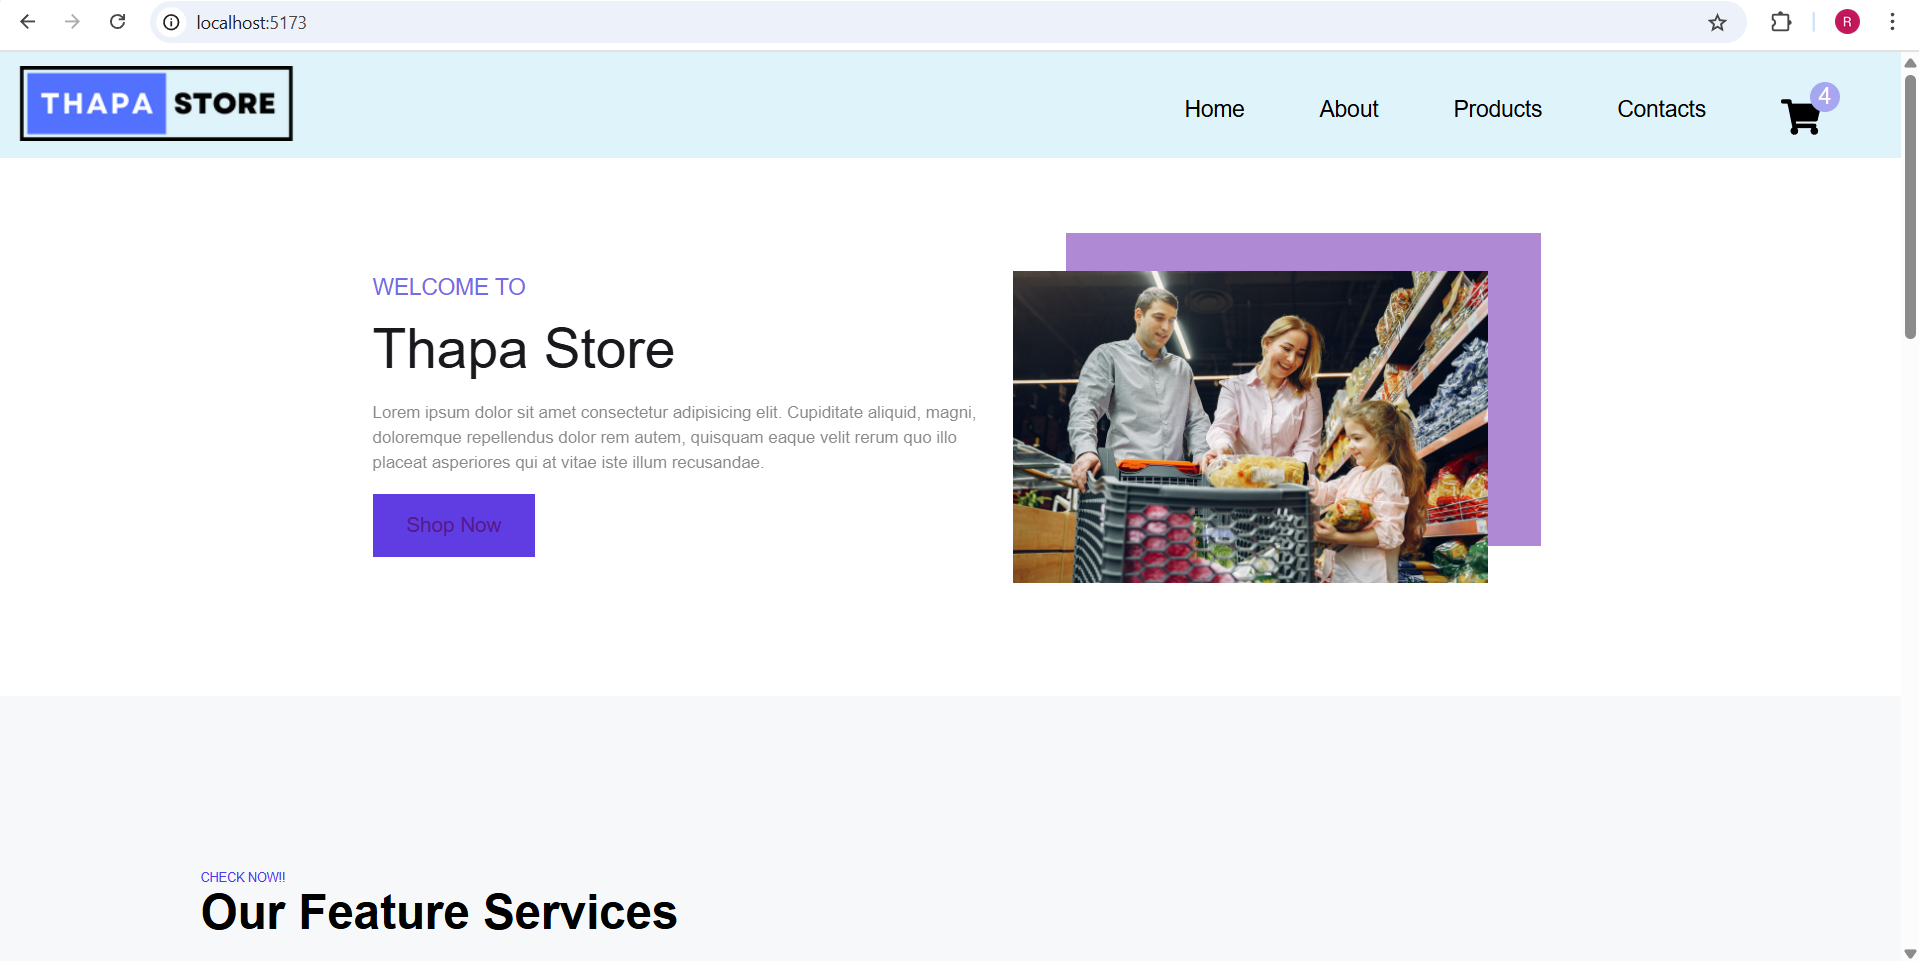 localhost:5173
R
THAPA STORE
Home
About
Products
Contacts
4
WELCOME TO
Thapa Store
Lorem ipsum dolor sit amet consectetur adipisicing elit. Cupiditate aliquid, magni,
doloremque repellendus dolor rem autem, quisquam eaque velit rerum quo illo
placeat asperiores qui at vitae iste illum recusandae.
Shop Now
CHECK NOW!!
Our Feature Services